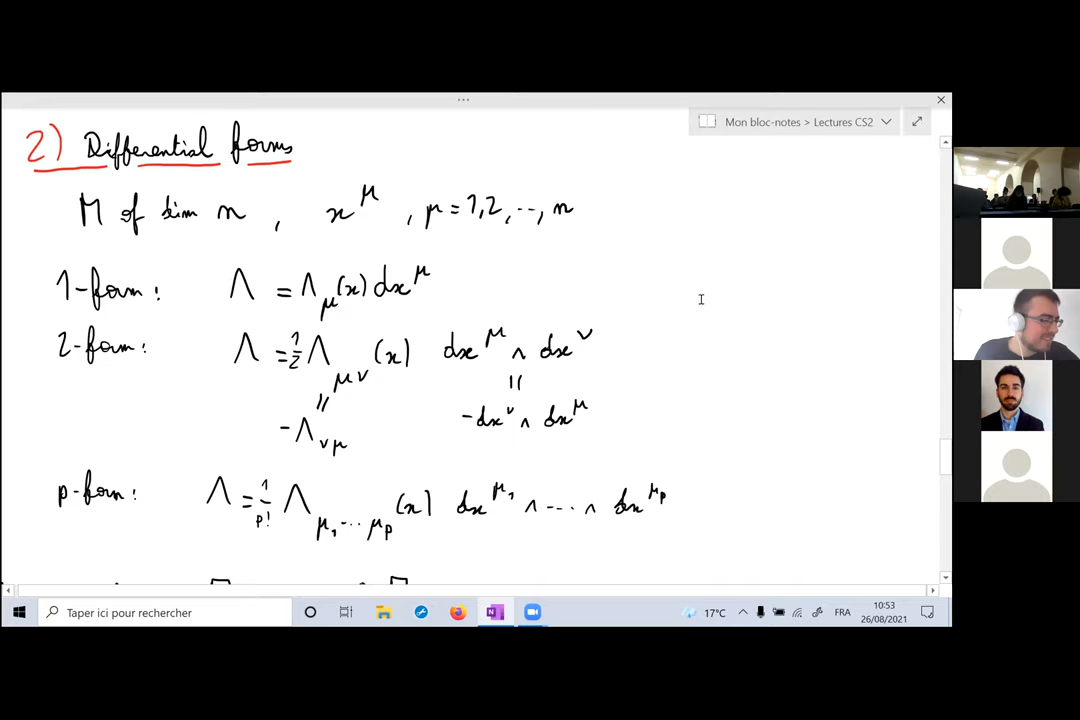 Mon bloc-notes > Lectures CS2
2) Differential forms
M of dim n , x^μ , μ = 1,2, ..., n
1-form: Λ = Λ_μ(x) dx^μ
2-form: Λ = 1/2 Λ_μν (x) dx^μ ∧ dx^ν
= =
-Λ_νμ -dx^ν ∧ dx^μ
p-form: Λ = 1/p! Λ_μ₁...μ_p (x) dx^μ₁ ∧ ... ∧ dx^μ_p
Taper ici pour rechercher
17°C
FRA
10:53
26/08/2021